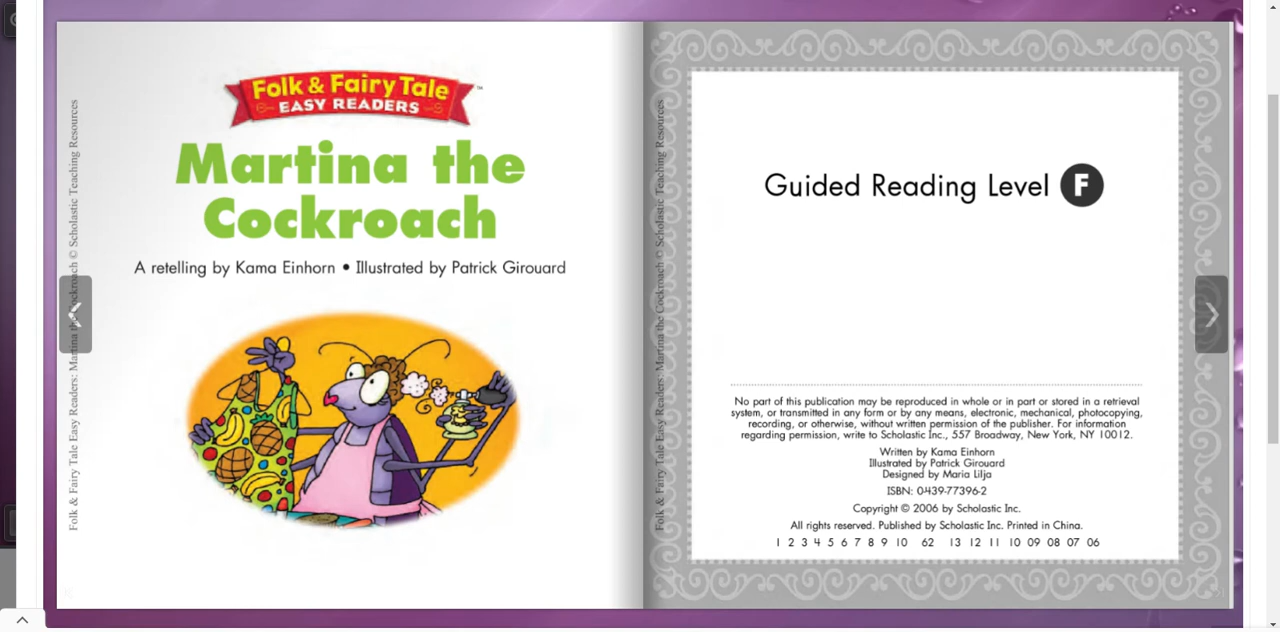 Folk & Fairy Tale
EASY READERS
™
Martina the
Cockroach
A retelling by Kama Einhorn • Illustrated by Patrick Girouard
Folk & Fairy Tale Easy Readers: Martina the Cockroach © Scholastic Teaching Resources
Folk & Fairy Tale Easy Readers: Martina the Cockroach © Scholastic Teaching Resources
Guided Reading Level F
No part of this publication may be reproduced in whole or in part or stored in a retrieval
system, or transmitted in any form or by any means, electronic, mechanical, photocopying,
recording, or otherwise, without written permission of the publisher. For information
regarding permission, write to Scholastic Inc., 557 Broadway, New York, NY 10012.
Written by Kama Einhorn
Illustrated by Patrick Girouard
Designed by Maria Lilja
ISBN: 0-439-77396-2
Copyright © 2006 by Scholastic Inc.
All rights reserved. Published by Scholastic Inc. Printed in China.
1 2 3 4 5 6 7 8 9 10 62 13 12 11 10 09 08 07 06